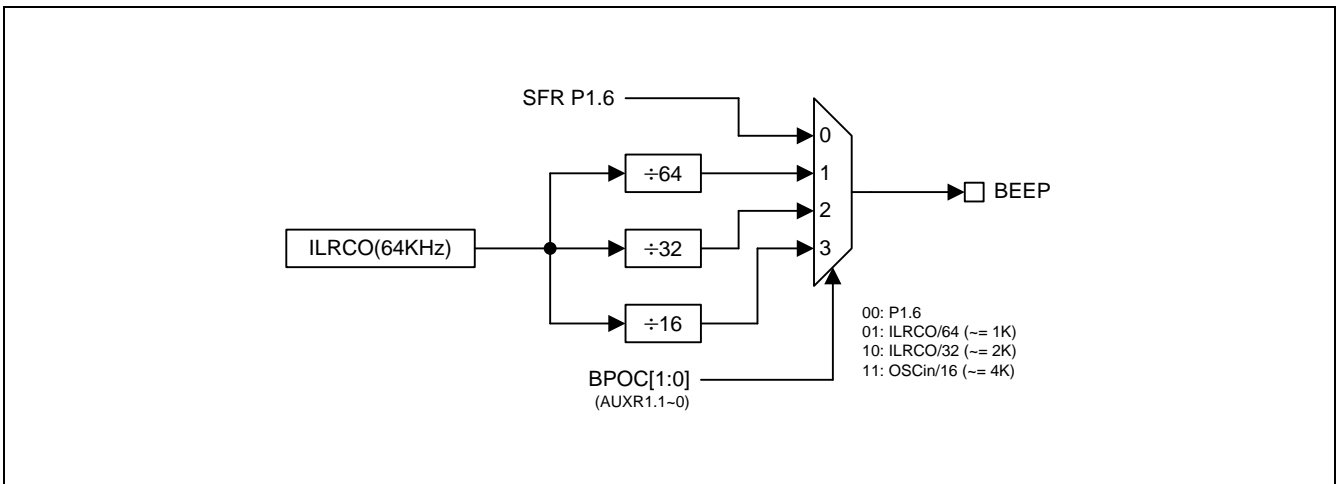 SFR P1.6
0
÷64
1
BEEP
2
ILRCO(64KHz)
÷32
3
÷16
00: P1.6
01: ILRCO/64 (~= 1K)
10: ILRCO/32 (~= 2K)
11: OSCin/16 (~= 4K)
BPOC[1:0]
(AUXR1.1~0)